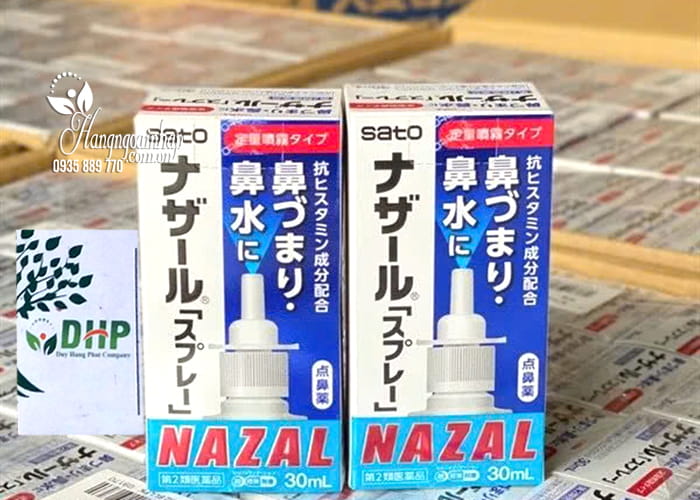 Hangngoainhap
.com.vn
0935 889 770
DHP
Duy Hang Phat Company
sato
定量噴霧タイプ
抗ヒスタミン成分配合
鼻づまり・
鼻水に
ナザール®「スプレー」
点鼻薬
NAZAL
第2類医薬品
30mL
sato
定量噴霧タイプ
抗ヒスタミン成分配合
鼻づまり・
鼻水に
ナザール®「スプレー」
点鼻薬
NAZAL
第2類医薬品
30mL